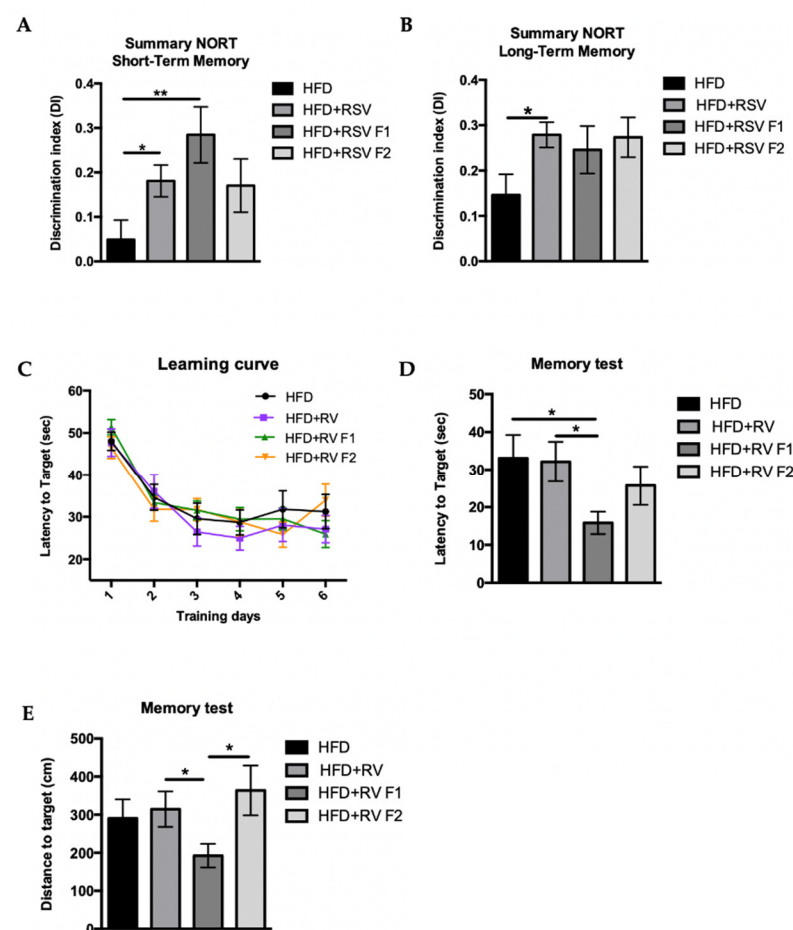 A
Summary NORT
Short-Term Memory
Discrimination index (DI)
0.4
0.3
0.2
0.1
0.0
**
*
HFD
HFD+RSV
HFD+RSV F1
HFD+RSV F2
B
Summary NORT
Long-Term Memory
Discrimination index (DI)
0.4
0.3
0.2
0.1
0.0
*
HFD
HFD+RSV
HFD+RSV F1
HFD+RSV F2
C
Learning curve
Latency to Target (sec)
60
50
40
30
20
HFD
HFD+RV
HFD+RV F1
HFD+RV F2
1 2 3 4 5 6
Training days
D
Memory test
Latency to Target (sec)
50
40
30
20
10
0
*
*
HFD
HFD+RV
HFD+RV F1
HFD+RV F2
E
Memory test
Distance to target (cm)
500
400
300
200
100
0
*
*
HFD
HFD+RV
HFD+RV F1
HFD+RV F2